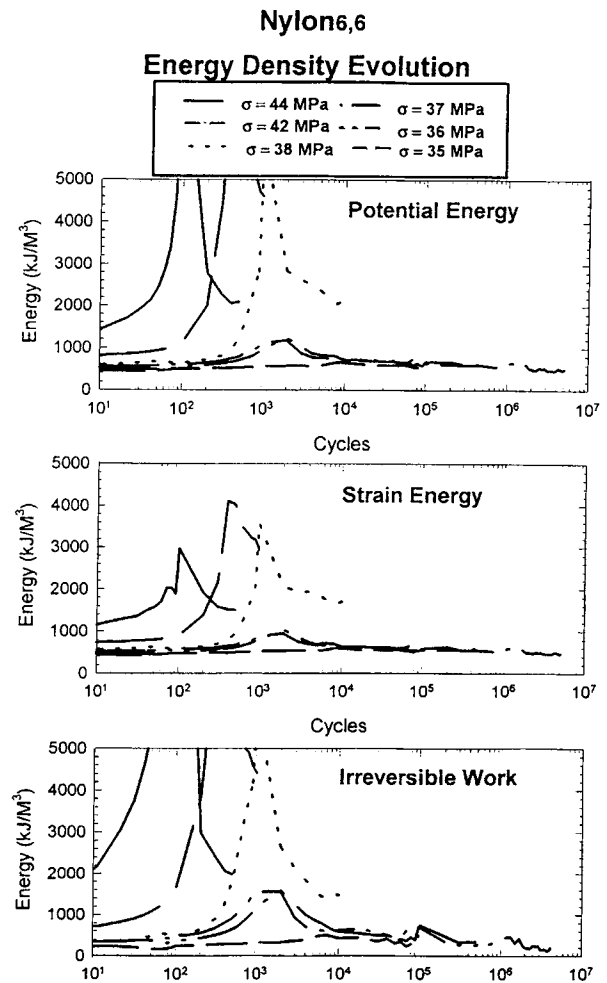 Nylon6,6
Energy Density Evolution
σ = 44 MPa
σ = 42 MPa
σ = 38 MPa
σ = 37 MPa
σ = 36 MPa
σ = 35 MPa
Potential Energy
Energy (kJ/M³)
5000
4000
3000
2000
1000
0
10¹ 10² 10³ 10⁴ 10⁵ 10⁶ 10⁷
Cycles
Strain Energy
Energy (kJ/M³)
5000
4000
3000
2000
1000
0
10¹ 10² 10³ 10⁴ 10⁵ 10⁶ 10⁷
Cycles
Irreversible Work
Energy (kJ/M³)
5000
4000
3000
2000
1000
0
10¹ 10² 10³ 10⁴ 10⁵ 10⁶ 10⁷